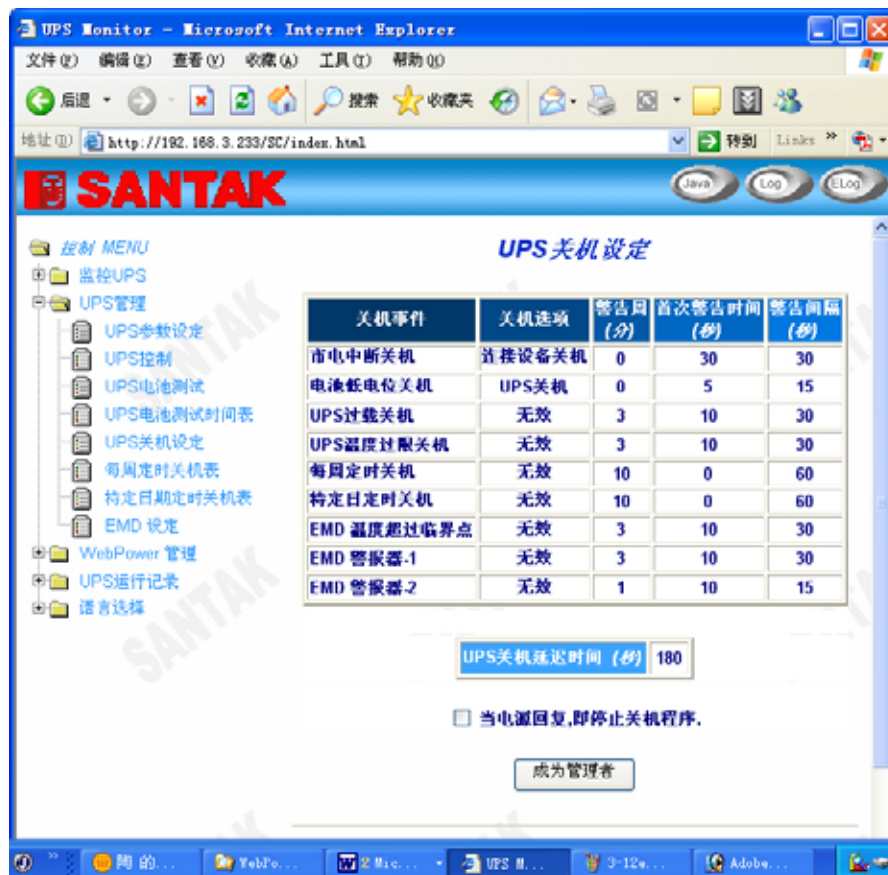 UPS Monitor - Microsoft Internet Explorer
文件(F) 编辑(E) 查看(V) 收藏(A) 工具(T) 帮助(H)
后退 搜索 收藏夹
地址(D) http://192.168.3.233/SC/index.html 转到 Links »
SANTAK Java Log ELog
控制 MENU
监控UPS
UPS管理
UPS参数设定
UPS控制
UPS电池测试
UPS电池测试时间表
UPS关机设定
每周定时关机表
特定日期定时关机表
EMD 设定
WebPower 管理
UPS运行记录
语言选择
UPS关机设定
关机事件 关机选项 警告周(分) 首次警告时间(秒) 警告间隔(秒)
市电中断关机 连接设备关机 0 30 30
电池低电位关机 UPS关机 0 5 15
UPS过载关机 无效 3 10 30
UPS温度过限关机 无效 3 10 30
每周定时关机 无效 10 0 60
特定日定时关机 无效 10 0 60
EMD 温度超过临界点 无效 3 10 30
EMD 警报器-1 无效 3 10 30
EMD 警报器-2 无效 1 10 15
UPS关机延迟时间 (秒) 180
当电源回复,即停止关机程序.
成为管理者
SANTAK
SANTAK
» 陶 的... WebPo... 2 Mic... UPS M... 3-12e... Adobe...